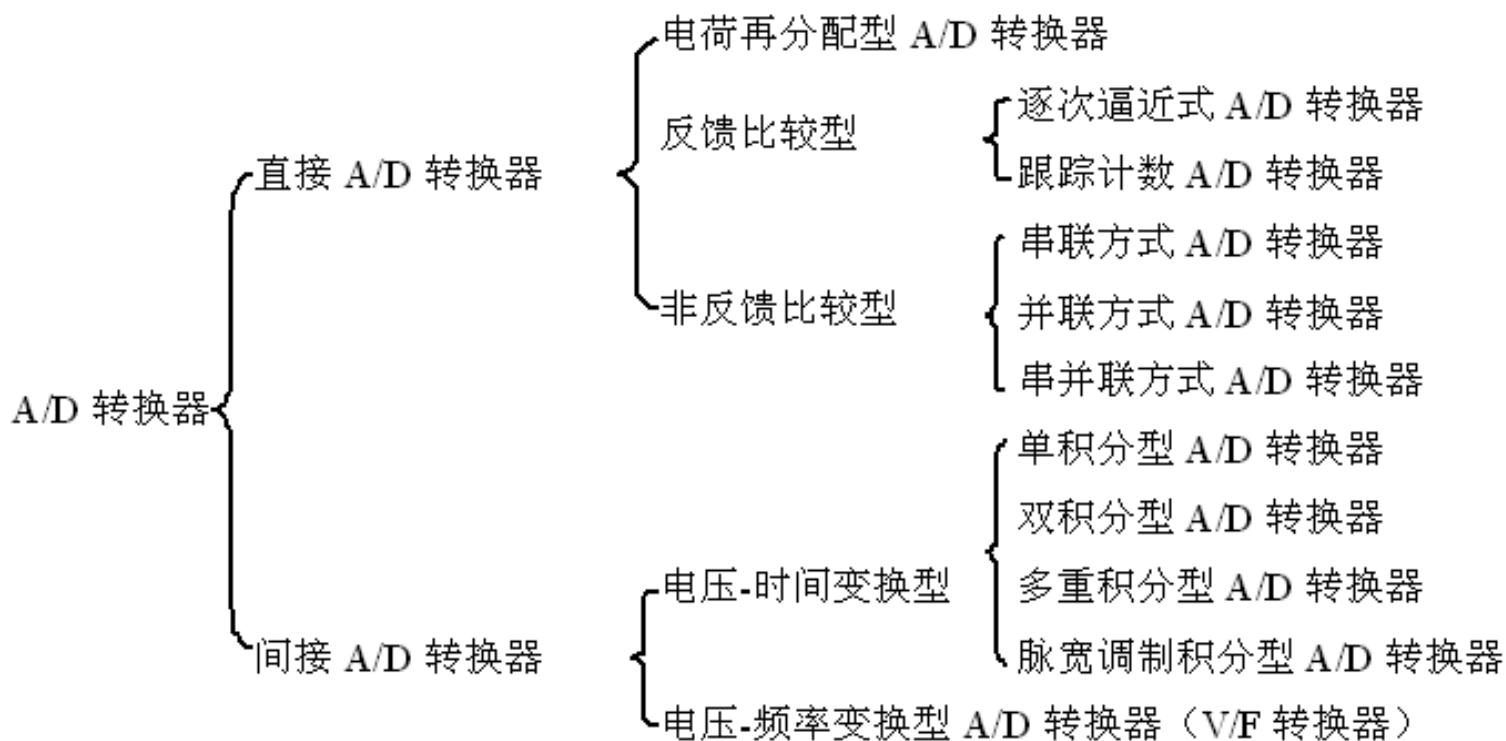 电荷再分配型 A/D 转换器
逐次逼近式 A/D 转换器
反馈比较型
直接 A/D 转换器
跟踪计数 A/D 转换器
串联方式 A/D 转换器
非反馈比较型
并联方式 A/D 转换器
串并联方式 A/D 转换器
A/D 转换器
单积分型 A/D 转换器
双积分型 A/D 转换器
电压-时间变换型
多重积分型 A/D 转换器
间接 A/D 转换器
脉宽调制积分型 A/D 转换器
电压-频率变换型 A/D 转换器（V/F 转换器）